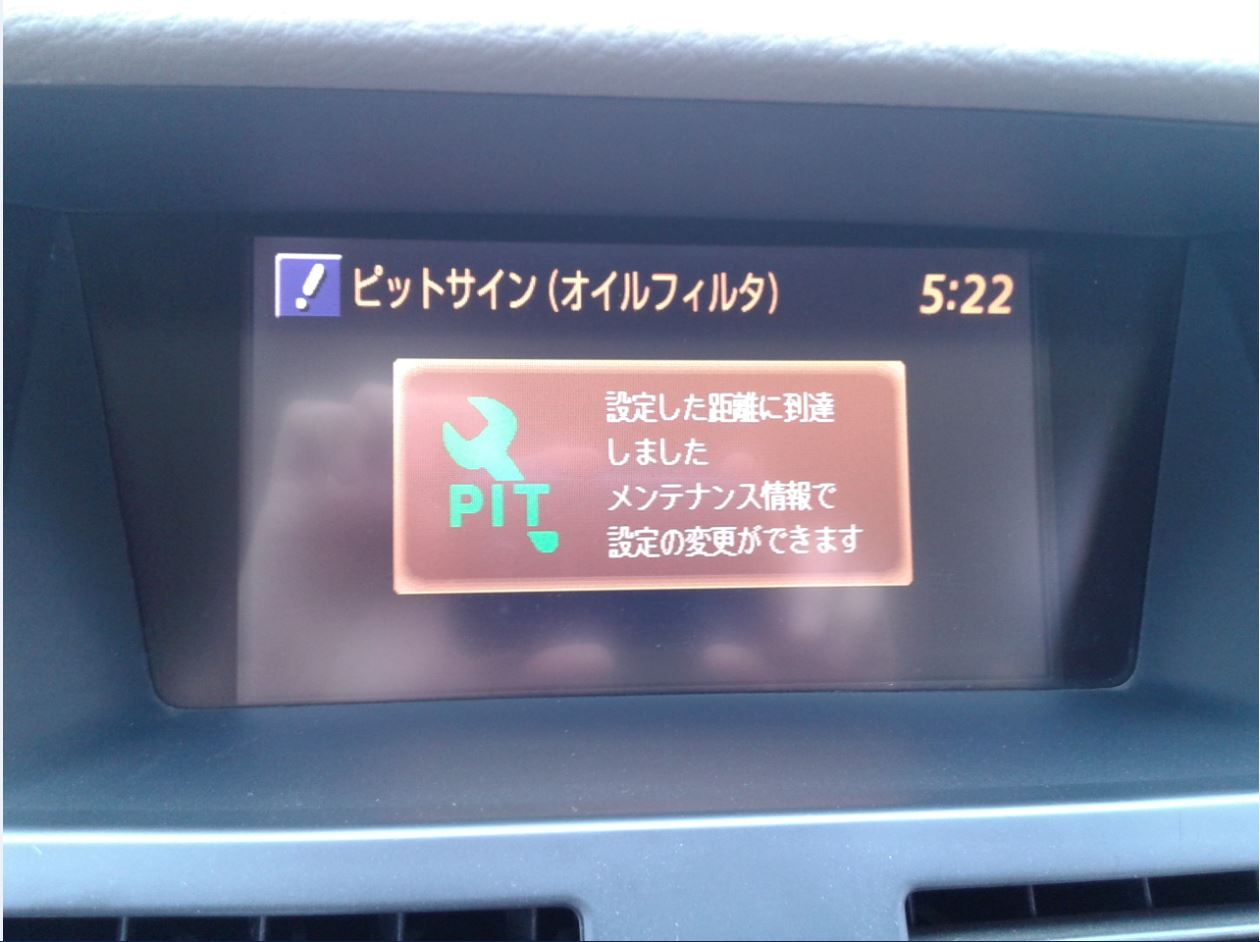 ピットサイン(オイルフィルタ) 5:22
設定した距離に到達
しました
メンテナンス情報で
設定の変更ができます
PIT